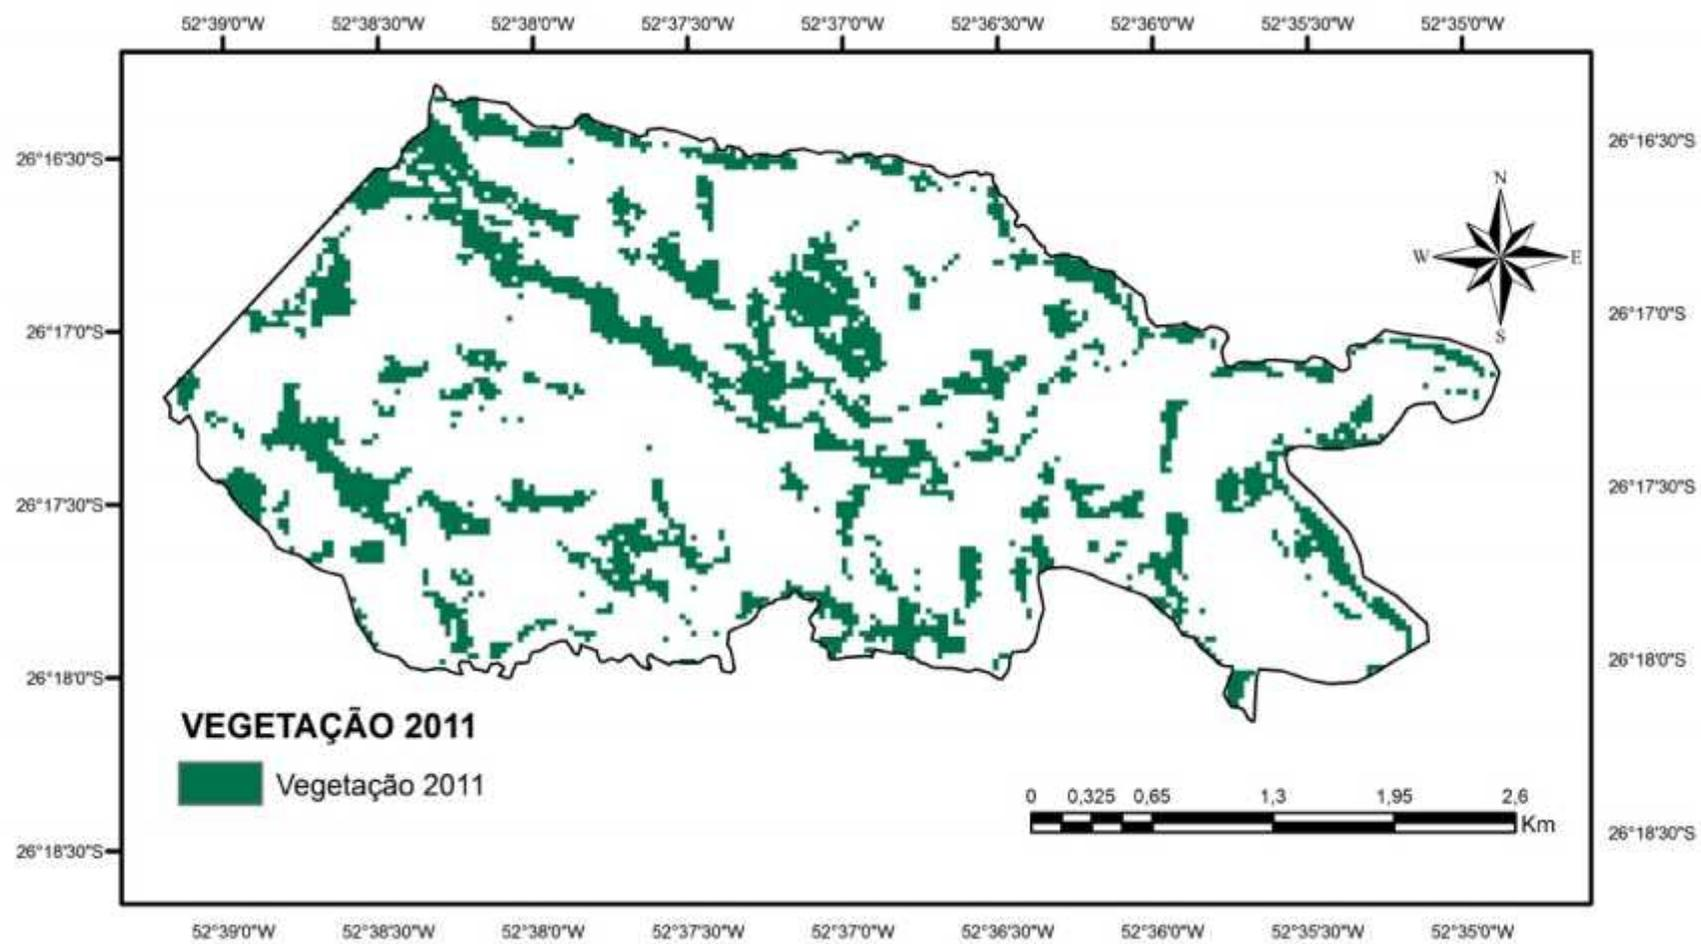 52°39'0"W 52°38'30"W 52°38'0"W 52°37'30"W 52°37'0"W 52°36'30"W 52°36'0"W 52°35'30"W 52°35'0"W
26°16'30"S 26°16'30"S
N
W E
S
26°17'0"S 26°17'0"S
26°17'30"S 26°17'30"S
26°18'0"S 26°18'0"S
VEGETAÇÃO 2011
Vegetação 2011
0 0,325 0,65 1,3 1,95 2,6
Km
26°18'30"S 26°18'30"S
52°39'0"W 52°38'30"W 52°38'0"W 52°37'30"W 52°37'0"W 52°36'30"W 52°36'0"W 52°35'30"W 52°35'0"W